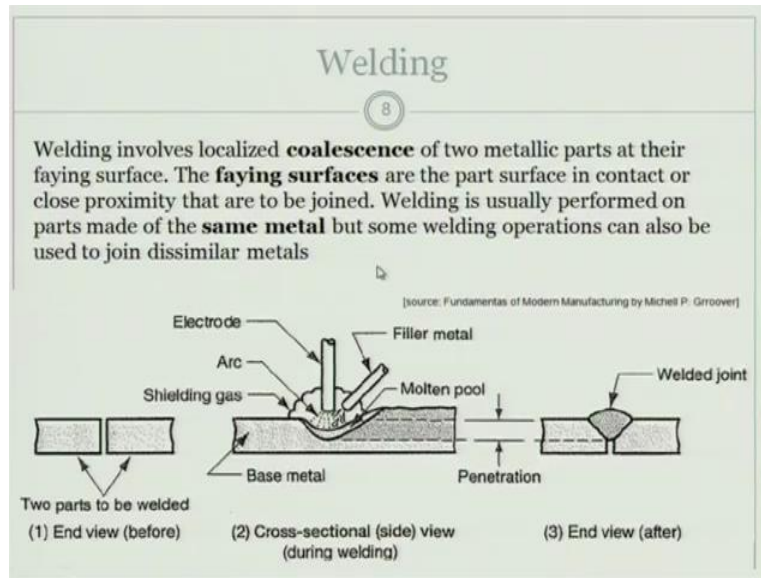 Welding
8
Welding involves localized coalescence of two metallic parts at their
faying surface. The faying surfaces are the part surface in contact or
close proximity that are to be joined. Welding is usually performed on
parts made of the same metal but some welding operations can also be
used to join dissimilar metals
[source: Fundamentas of Modern Manufacturing by Michell P. Grroover]
Electrode
Filler metal
Arc
Welded joint
Shielding gas
Molten pool
Base metal
Penetration
Two parts to be welded
(1) End view (before)
(2) Cross-sectional (side) view
(during welding)
(3) End view (after)